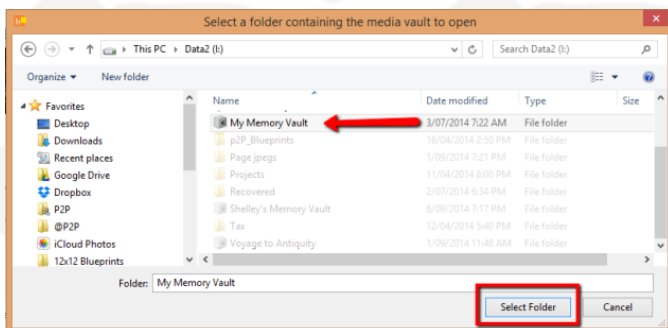 Select a folder containing the media vault to open
This PC Data2 (I:)
Search Data2 (I:)
Organize New folder
Name Date modified Type Size
Favorites
Desktop
Downloads
Recent places
Google Drive
Dropbox
P2P
@P2P
iCloud Photos
12x12 Blueprints
My Memory Vault 3/07/2014 7:22 AM File folder
p2P_Blueprints 16/04/2014 2:50 PM File folder
Page jpegs 1/09/2014 7:21 PM File folder
Projects 11/04/2014 8:00 PM File folder
Recovered 2/07/2014 6:34 PM File folder
Shelley's Memory Vault 6/09/2014 7:17 PM File folder
Tax 12/04/2014 5:40 PM File folder
Voyage to Antiquity 1/09/2014 11:48 AM File folder
Folder: My Memory Vault
Select Folder Cancel